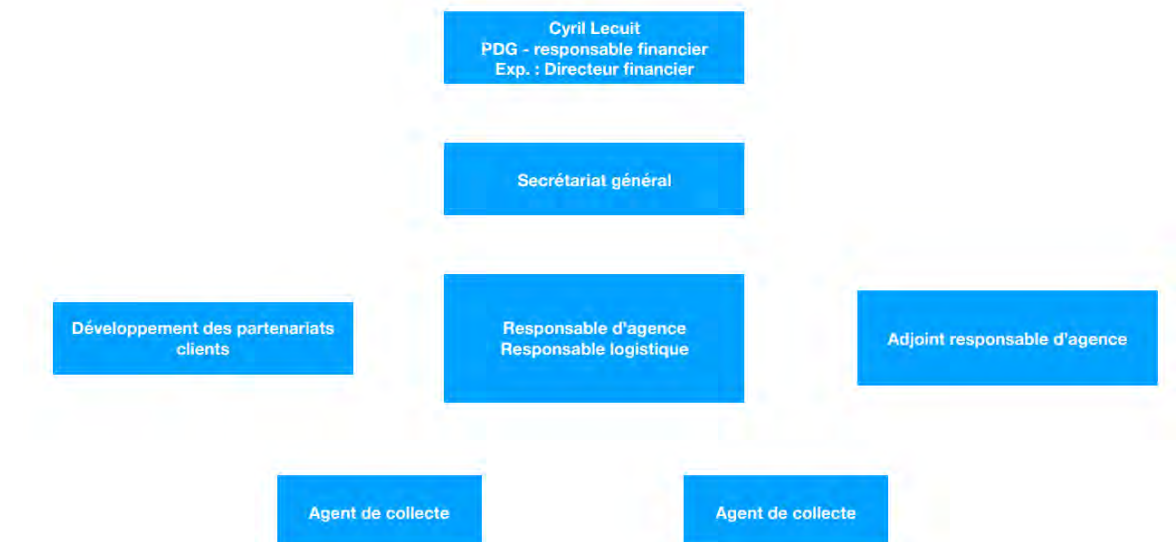 Cyril Lecuit
PDG - responsable financier
Exp. : Directeur financier
Secrétariat général
Développement des partenariats
clients
Responsable d'agence
Responsable logistique
Adjoint responsable d'agence
Agent de collecte
Agent de collecte